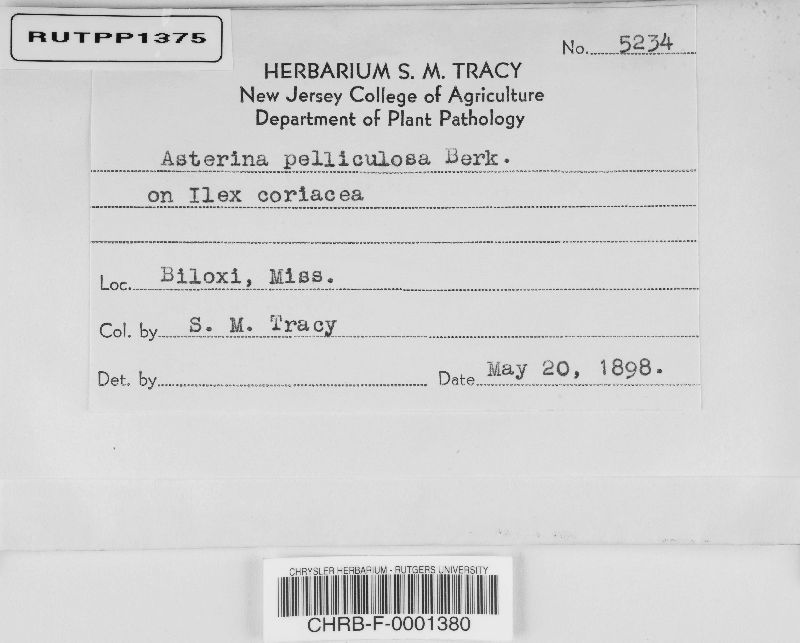 RUTPP1375
No. 5234
HERBARIUM S. M. TRACY
New Jersey College of Agriculture
Department of Plant Pathology
Asterina pelliculosa Berk.
on Ilex coriacea
Loc. Biloxi, Miss.
Col. by S. M. Tracy
Det. by Date May 20, 1898.
CHRYSLER HERBARIUM - RUTGERS UNIVERSITY
CHRB-F-0001380